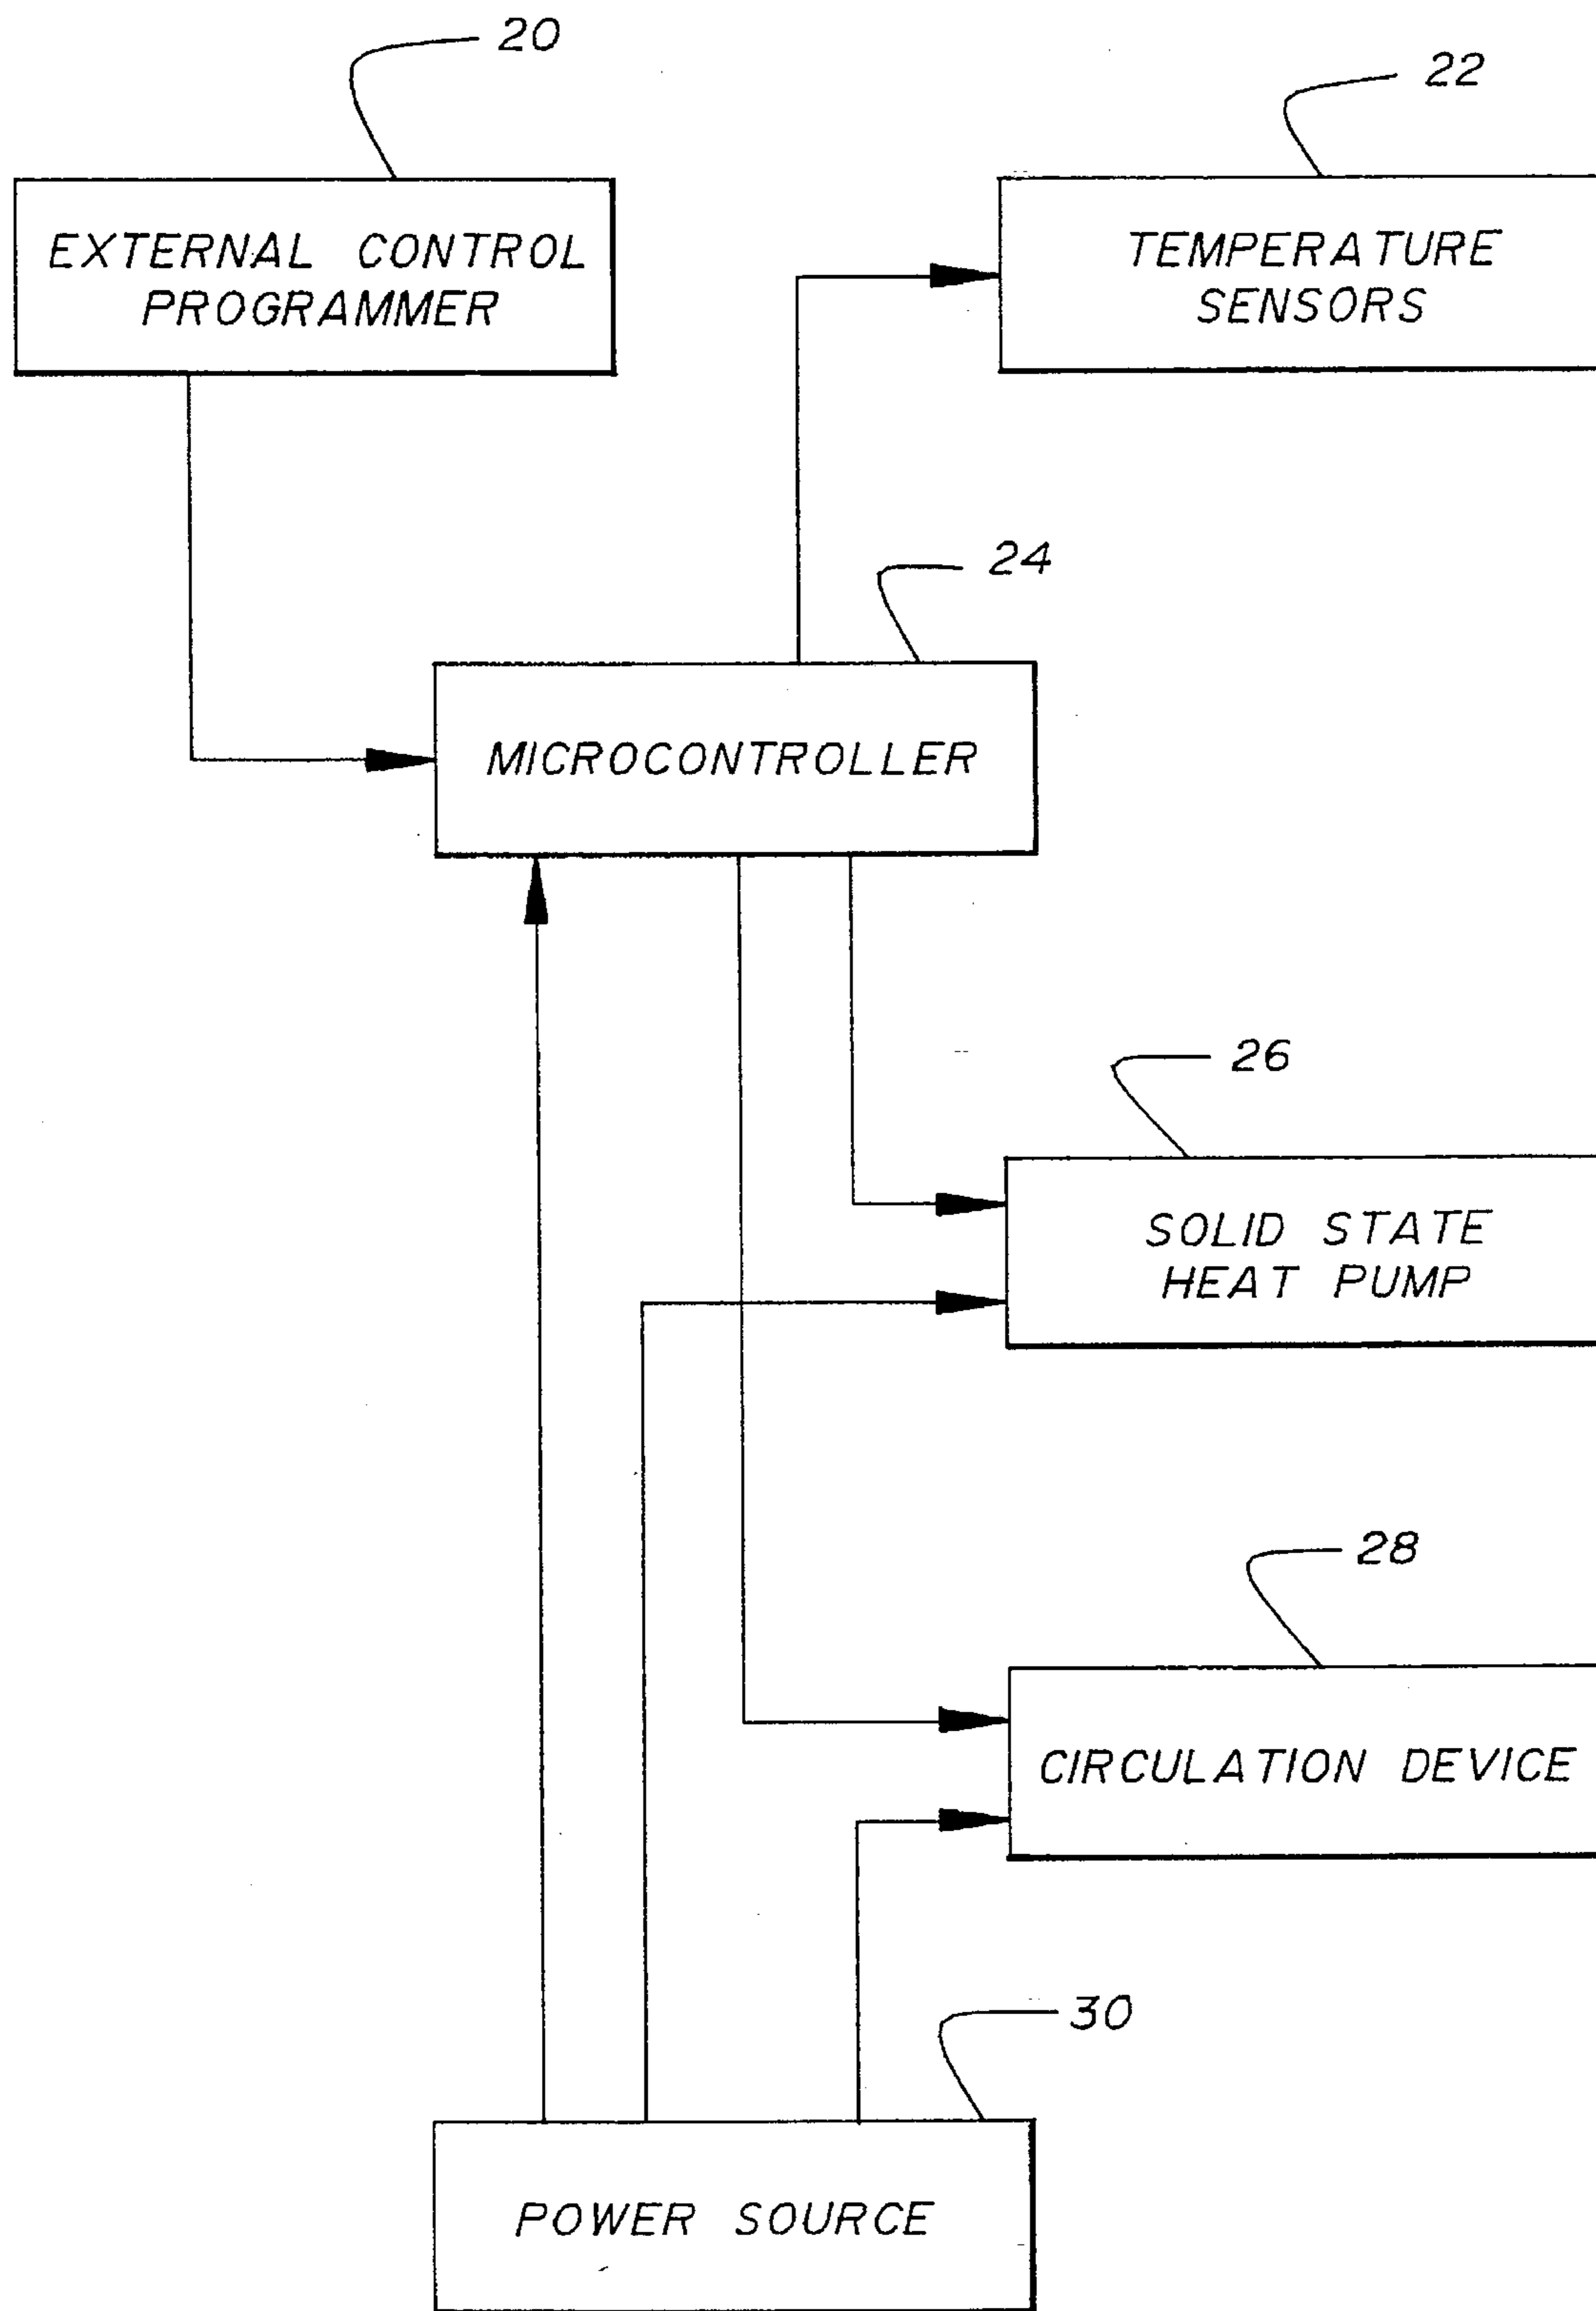 20
22
EXTERNAL CONTROL
PROGRAMMER
TEMPERATURE
SENSORS
24
MICROCONTROLLER
26
SOLID STATE
HEAT PUMP
28
CIRCULATION DEVICE
30
POWER SOURCE